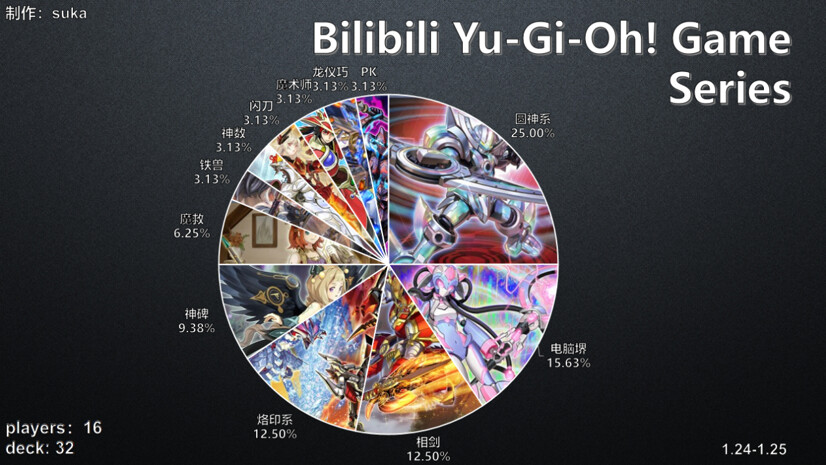 制作：suka
Bilibili Yu-Gi-Oh! Game
Series
龙仪巧
3.13%
PK
3.13%
魔术师
3.13%
闪刀
3.13%
神数
3.13%
铁兽
3.13%
魔救
6.25%
神碑
9.38%
烙印系
12.50%
相剑
12.50%
电脑堺
15.63%
圆神系
25.00%
players：16
deck: 32
1.24-1.25